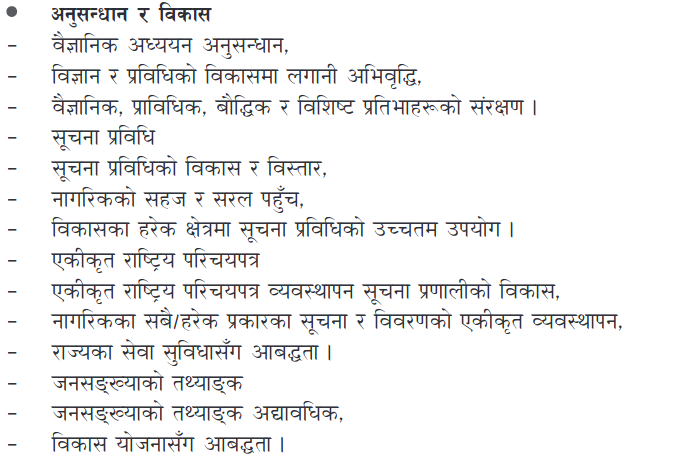 ● अनुसन्धान र विकास
– वैज्ञानिक अध्ययन अनुसन्धान,
– विज्ञान र प्रविधिको विकासमा लगानी अभिवृद्धि,
– वैज्ञानिक, प्राविधिक, बौद्धिक र विशिष्ट प्रतिभाहरूको संरक्षण ।
– सूचना प्रविधि
– सूचना प्रविधिको विकास र विस्तार,
– नागरिकको सहज र सरल पहुँच,
– विकासका हरेक क्षेत्रमा सूचना प्रविधिको उच्चतम उपयोग ।
– एकीकृत राष्ट्रिय परिचयपत्र
– एकीकृत राष्ट्रिय परिचयपत्र व्यवस्थापन सूचना प्रणालीको विकास,
– नागरिकका सबै/हरेक प्रकारका सूचना र विवरणको एकीकृत व्यवस्थापन,
– राज्यका सेवा सुविधासँग आबद्धता ।
– जनसङ्ख्याको तथ्याङ्क
– जनसङ्ख्याको तथ्याङ्क अद्यावधिक,
– विकास योजनासँग आबद्धता ।